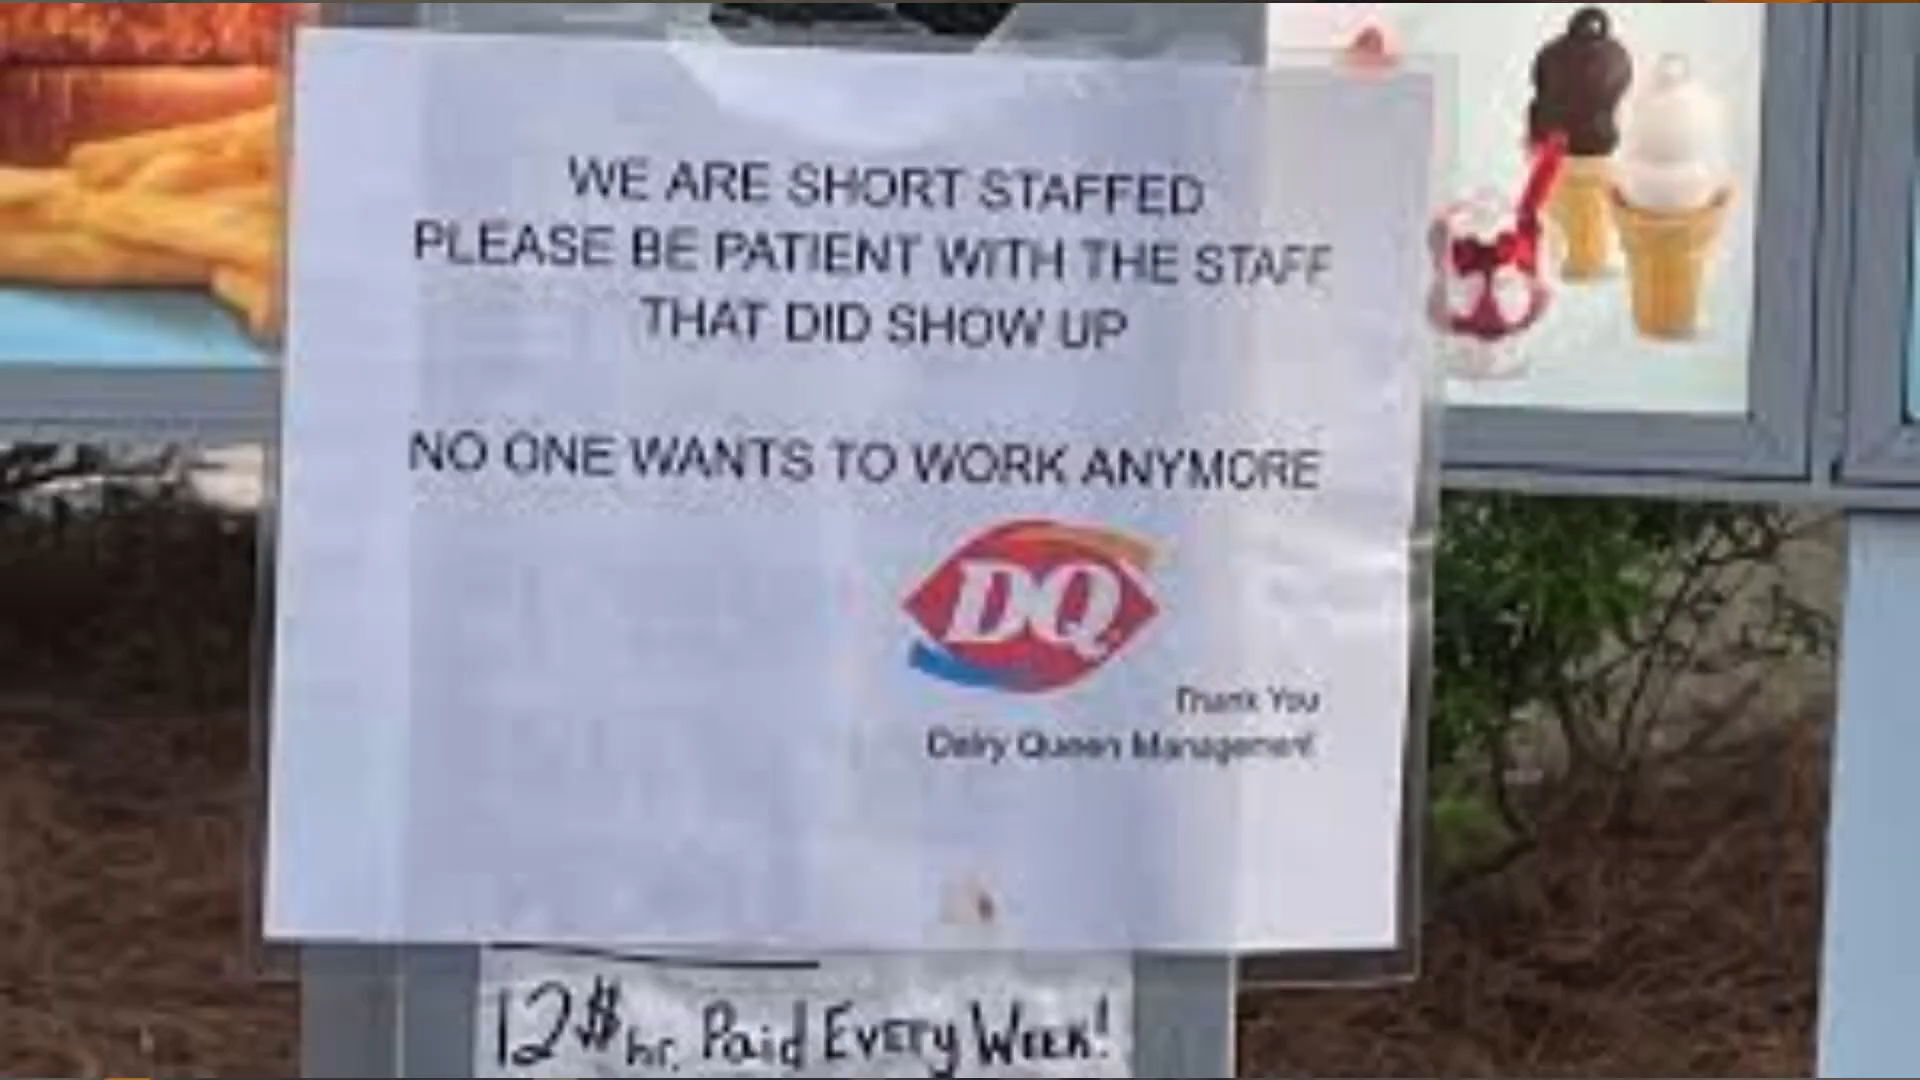 WE ARE SHORT STAFFED
PLEASE BE PATIENT WITH THE STAFF
THAT DID SHOW UP
NO ONE WANTS TO WORK ANYMORE
DQ
Thank You
Dairy Queen Management
12$ hr. Paid Every Week!